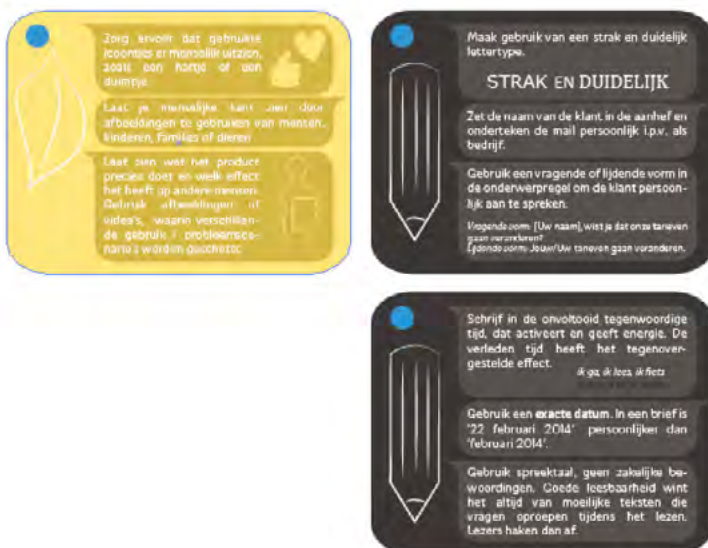 Zorg ervoor dat gebruikte
icoontjes er menselijk uitzien,
zoals een hartje of een
duimpje.
Laat je menselijke kant zien door
afbeeldingen te gebruiken van mensen,
kinderen, families of dieren
Laat zien wat het product
precies doet en welk effect
het heeft op andere mensen.
Gebruik afbeeldingen of
video's, waarin verschillen-
de gebruik / probleemsce-
nario's worden geschetst.
Maak gebruik van een strak en duidelijk
lettertype.
STRAK EN DUIDELIJK
Zet de naam van de klant in de aanhef en
onderteken de mail persoonlijk i.p.v. als
bedrijf.
Gebruik een vragende of lijdende vorm in
de onderwerpregel om de klant persoon-
lijk aan te spreken.
Vragende vorm: [Uw naam], wist je dat onze tarieven
gaan veranderen?
Lijdende vorm: Jouw/Uw tarieven gaan veranderen.
Schrijf in de onvoltooid tegenwoordige
tijd, dat activeert en geeft energie. De
verleden tijd heeft het tegenover-
gestelde effect.
ik ga, ik lees, ik fiets
Gebruik een exacte datum. In een brief is
'22 februari 2014' persoonlijker dan
'februari 2014'.
Gebruik spreektaal, geen zakelijke be-
woordingen. Goede leesbaarheid wint
het altijd van moeilijke teksten die
vragen oproepen tijdens het lezen.
Lezers haken dan af.